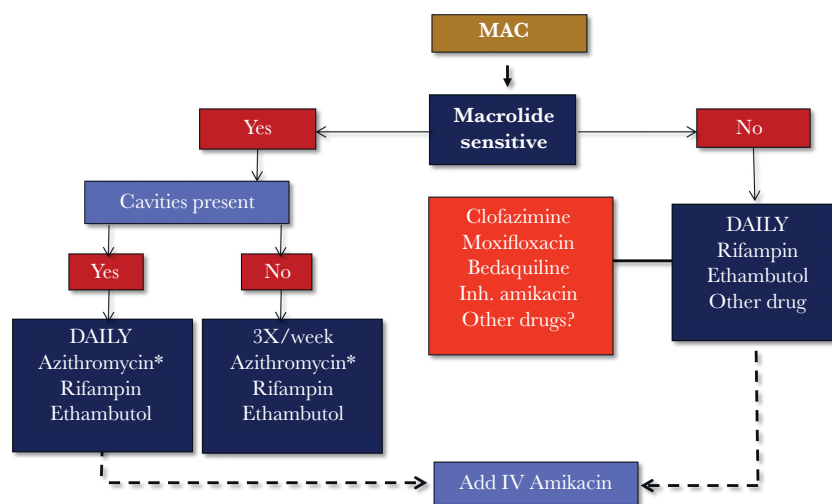 MAC
Macrolide
sensitive
Yes
No
Cavities present
Yes
No
DAILY
Azithromycin*
Rifampin
Ethambutol
3X/week
Azithromycin*
Rifampin
Ethambutol
Clofazimine
Moxifloxacin
Bedaquiline
Inh. amikacin
Other drugs?
DAILY
Rifampin
Ethambutol
Other drug
Add IV Amikacin